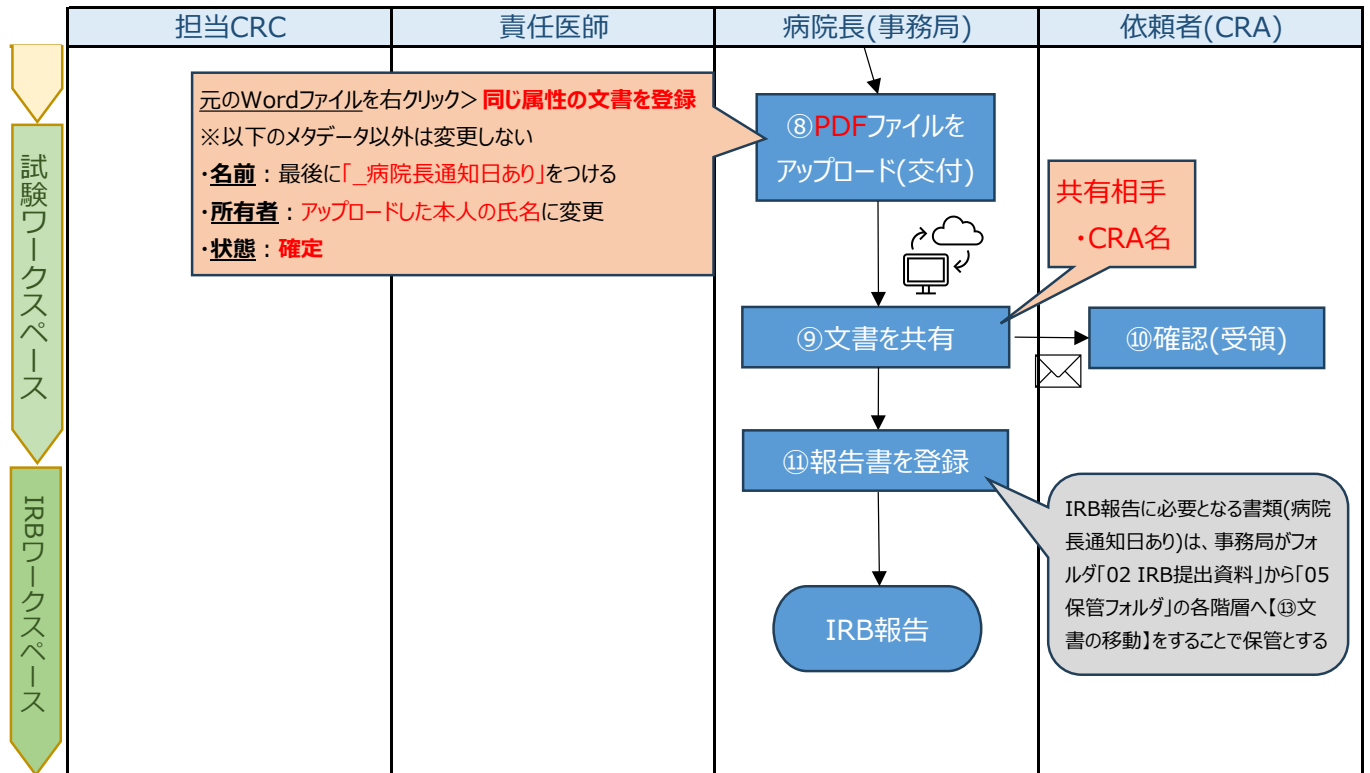 担当CRC
責任医師
病院長(事務局)
依頼者(CRA)
試験ワークスペース
IRBワークスペース
元のWordファイルを右クリック＞同じ属性の文書を登録
※以下のメタデータ以外は変更しない
・名前：最後に「_病院長通知日あり」をつける
・所有者：アップロードした本人の氏名に変更
・状態：確定
⑧PDFファイルを
アップロード(交付)
共有相手
・CRA名
⑨文書を共有
⑩確認(受領)
⑪報告書を登録
IRB報告に必要となる書類(病院
長通知日あり)は、事務局がフォ
ルダ「02 IRB提出資料」から「05
保管フォルダ」の各階層へ【⑬文
書の移動】をすることで保管とする
IRB報告